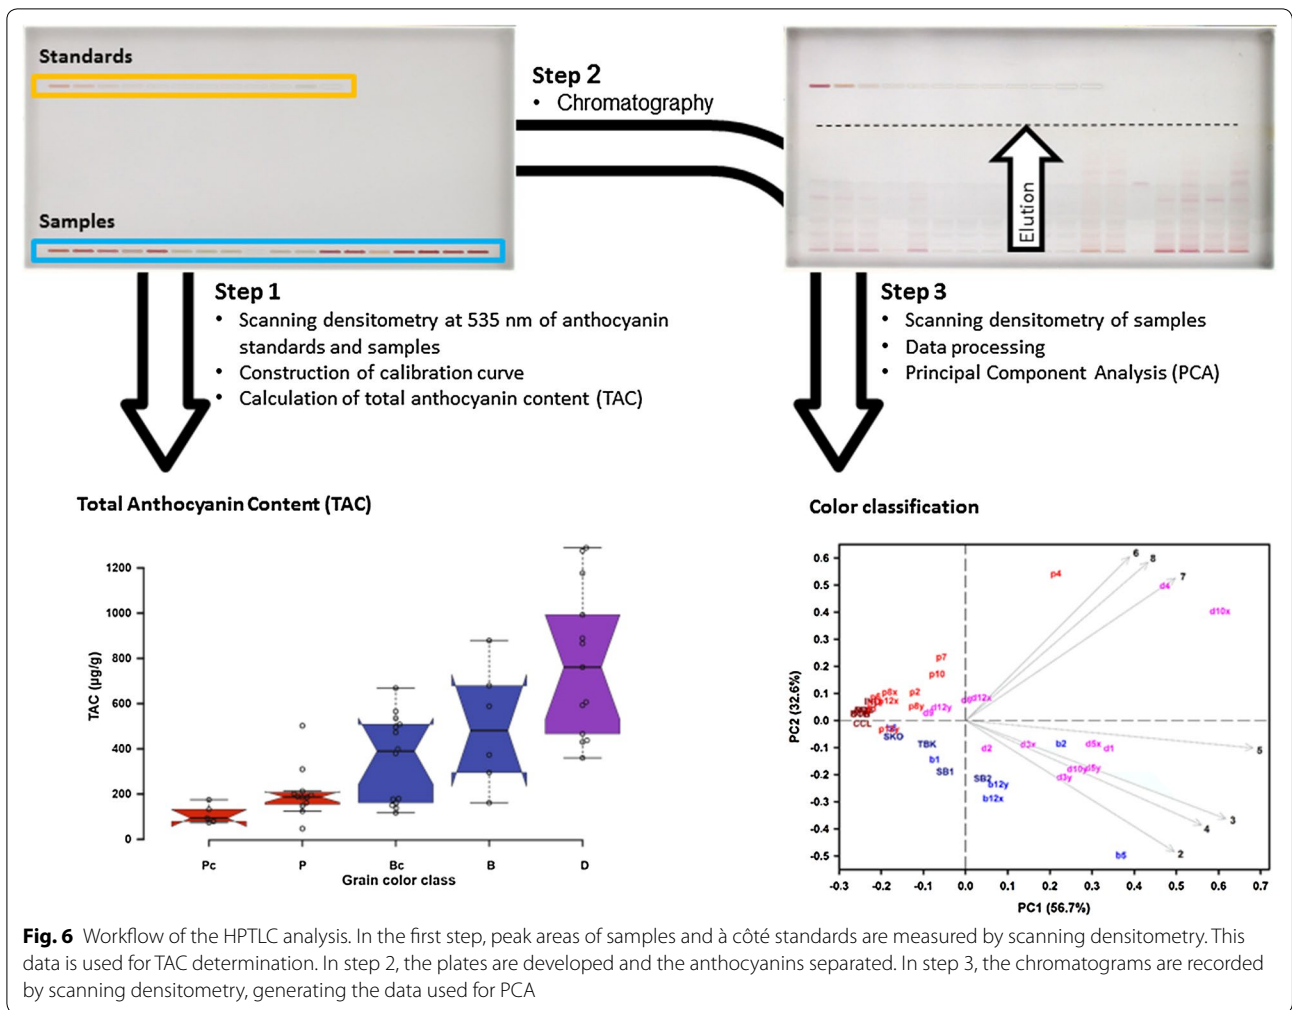 Standards
Samples
Step 2
• Chromatography
Elution
Step 1
• Scanning densitometry at 535 nm of anthocyanin
standards and samples
• Construction of calibration curve
• Calculation of total anthocyanin content (TAC)
Step 3
• Scanning densitometry of samples
• Data processing
• Principal Component Analysis (PCA)
Total Anthocyanin Content (TAC)
TAC (µg/g)
1200
1000
800
600
400
200
0
Pc P Bc B D
Grain color class
Color classification
PC2 (32.6%)
0.6
0.5
0.4
0.3
0.2
0.1
0.0
-0.1
-0.2
-0.3
-0.4
-0.5
6
8
7
p4
d4
d10x
p7
p10
p8x
p12x
p2
p8y
d9
d12y
d12x
CCL
SKO
TBK
b1
SB1
d2
d3x
b2
d5x
d1
5
d10y
d5y
d3y
SB2
b12y
b12x
3
4
2
b5
-0.3 -0.2 -0.1 0.0 0.1 0.2 0.3 0.4 0.5 0.6 0.7
PC1 (56.7%)
Fig. 6 Workflow of the HPTLC analysis. In the first step, peak areas of samples and à côté standards are measured by scanning densitometry. This
data is used for TAC determination. In step 2, the plates are developed and the anthocyanins separated. In step 3, the chromatograms are recorded
by scanning densitometry, generating the data used for PCA